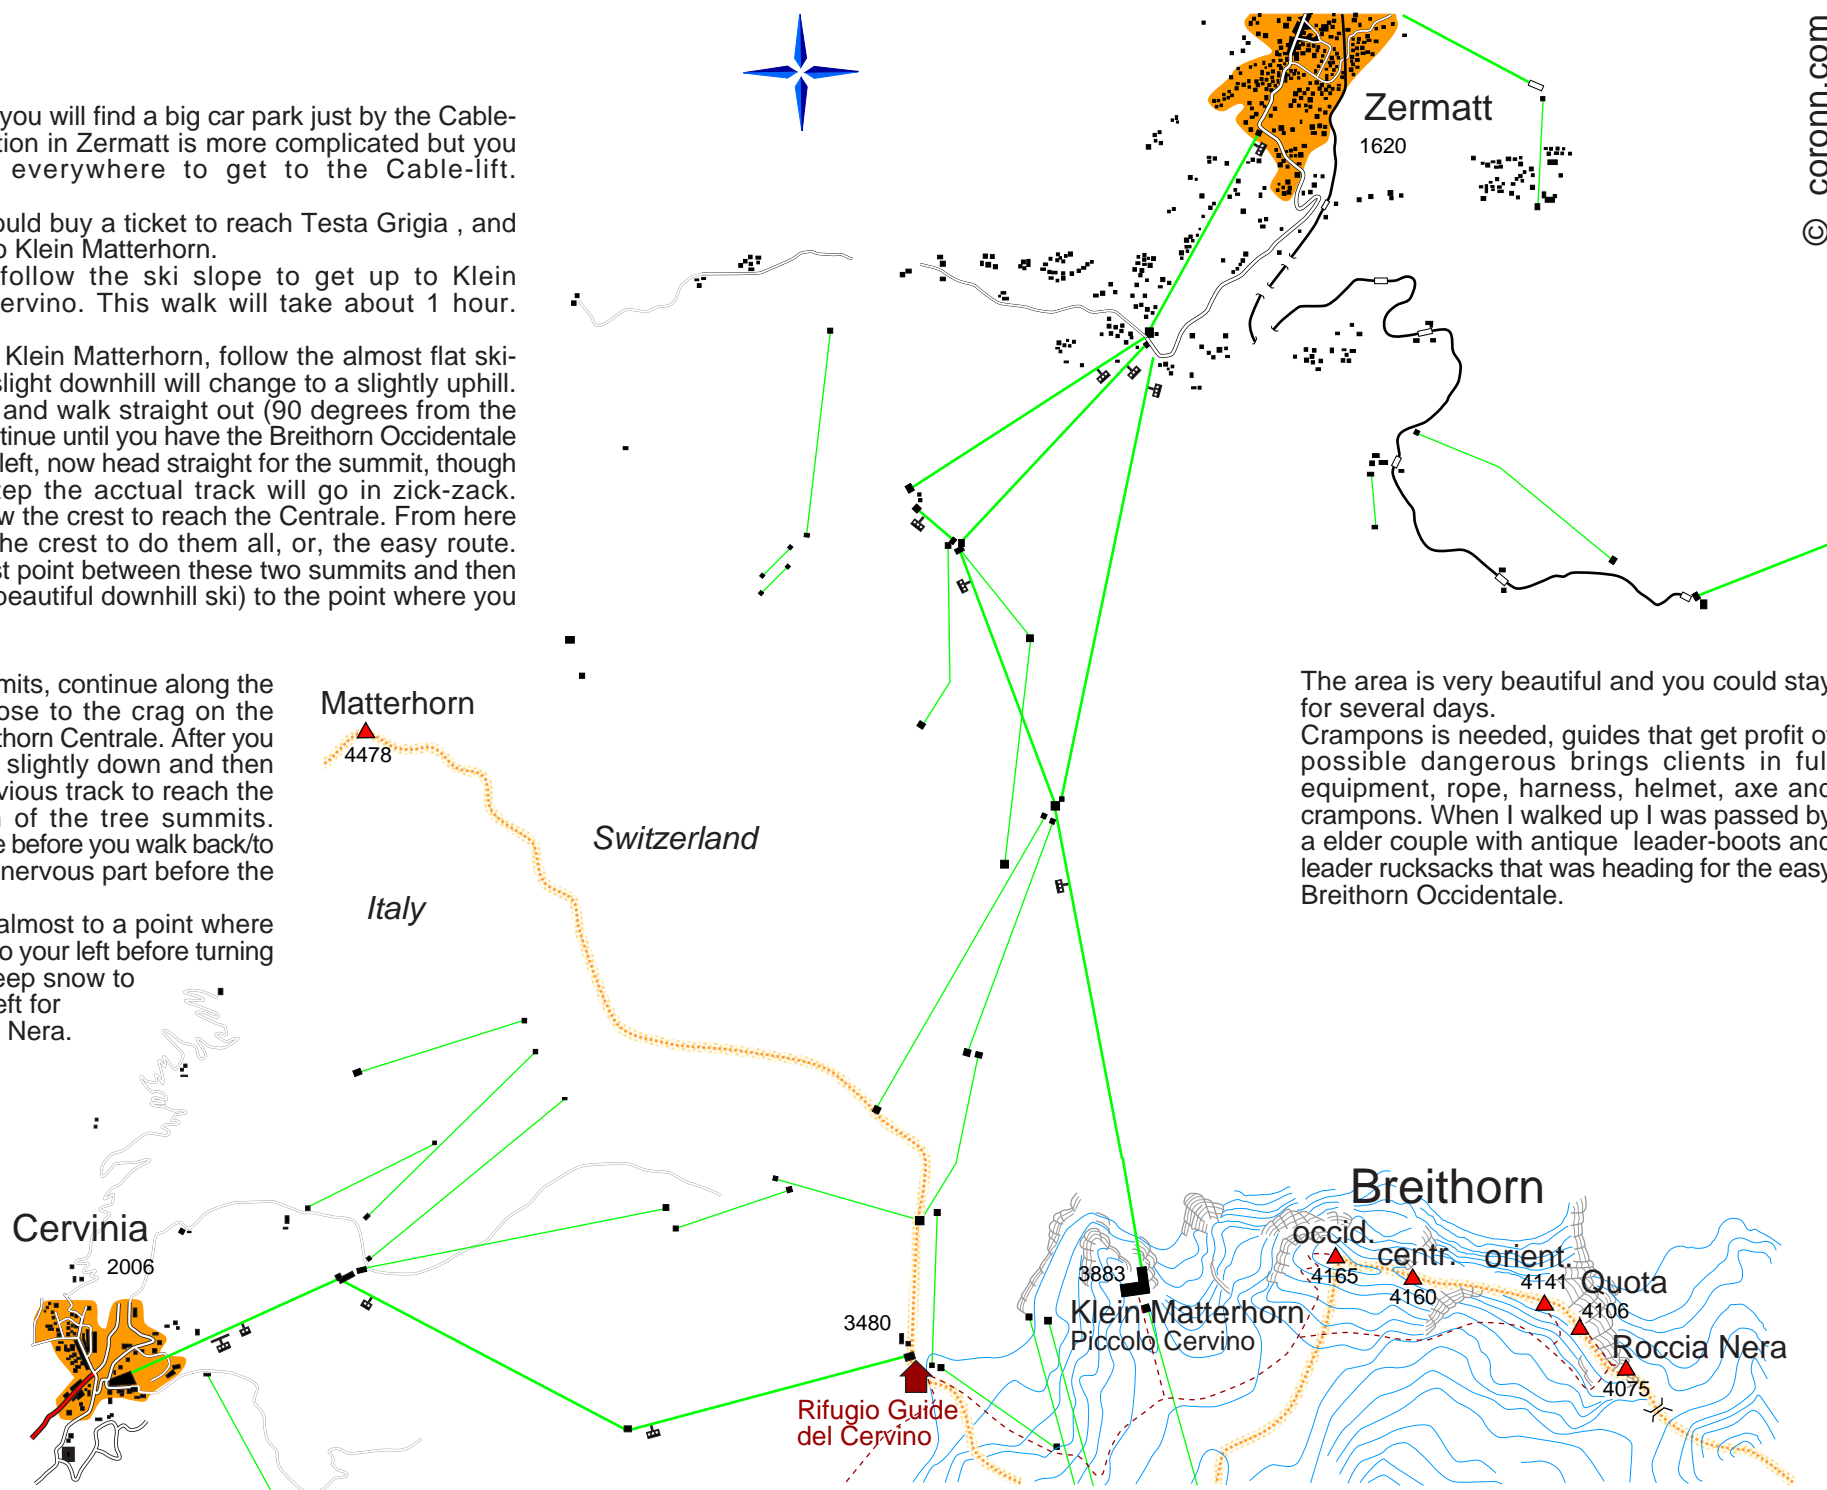 you will find a big car park just by the Cable-
tion in Zermatt is more complicated but you
everywhere to get to the Cable-lift.
ould buy a ticket to reach Testa Grigia , and
o Klein Matterhorn.
follow the ski slope to get up to Klein
ervino. This walk will take about 1 hour.
Klein Matterhorn, follow the almost flat ski-
slight downhill will change to a slightly uphill.
and walk straight out (90 degrees from the
tinue until you have the Breithorn Occidentale
left, now head straight for the summit, though
tep the acctual track will go in zick-zack.
w the crest to reach the Centrale. From here
he crest to do them all, or, the easy route.
st point between these two summits and then
beautiful downhill ski) to the point where you
mits, continue along the
ose to the crag on the
thorn Centrale. After you
slightly down and then
vious track to reach the
n of the tree summits.
e before you walk back/to
nervous part before the
almost to a point where
o your left before turning
eep snow to
eft for
Nera.
© coronn.com
Zermatt
1620
Matterhorn
4478
Switzerland
Italy
The area is very beautiful and you could stay
for several days.
Crampons is needed, guides that get profit of
possible dangerous brings clients in full
equipment, rope, harness, helmet, axe and
crampons. When I walked up I was passed by
a elder couple with antique leader-boots and
leader rucksacks that was heading for the easy
Breithorn Occidentale.
Cervinia
2006
3480
Rifugio Guide
del Cervino
3883
Klein Matterhorn
Piccolo Cervino
Breithorn
occid.
4165
centr.
4160
orient.
4141
Quota
4106
Roccia Nera
4075